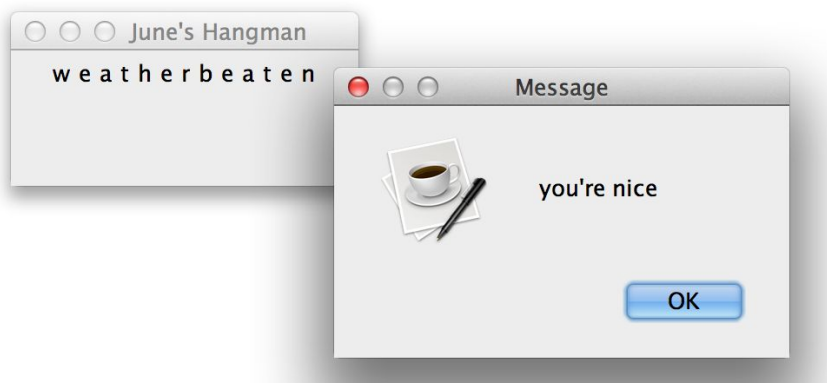 June's Hangman
w e a t h e r b e a t e n
Message
you're nice
OK